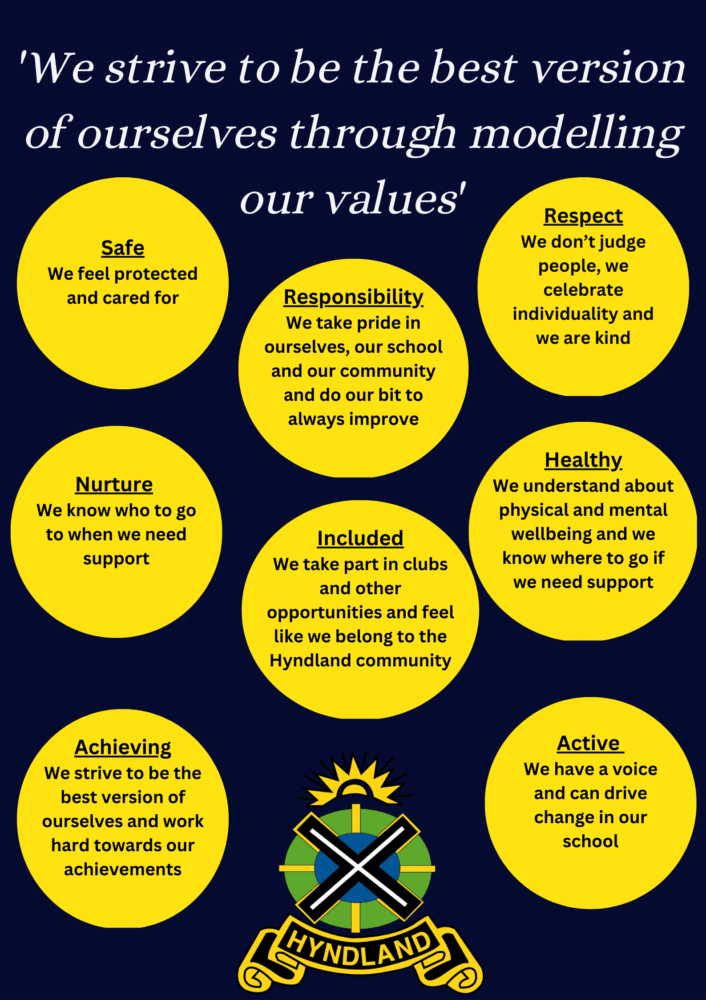 'We strive to be the best version
of ourselves through modelling
our values'
Safe
We feel protected
and cared for
Respect
We don’t judge
people, we
celebrate
individuality and
we are kind
Responsibility
We take pride in
ourselves, our school
and our community
and do our bit to
always improve
Nurture
We know who to go
to when we need
support
Healthy
We understand about
physical and mental
wellbeing and we
know where to go if
we need support
Included
We take part in clubs
and other
opportunities and feel
like we belong to the
Hyndland community
Achieving
We strive to be the
best version of
ourselves and work
hard towards our
achievements
Active
We have a voice
and can drive
change in our
school
HYNDLAND